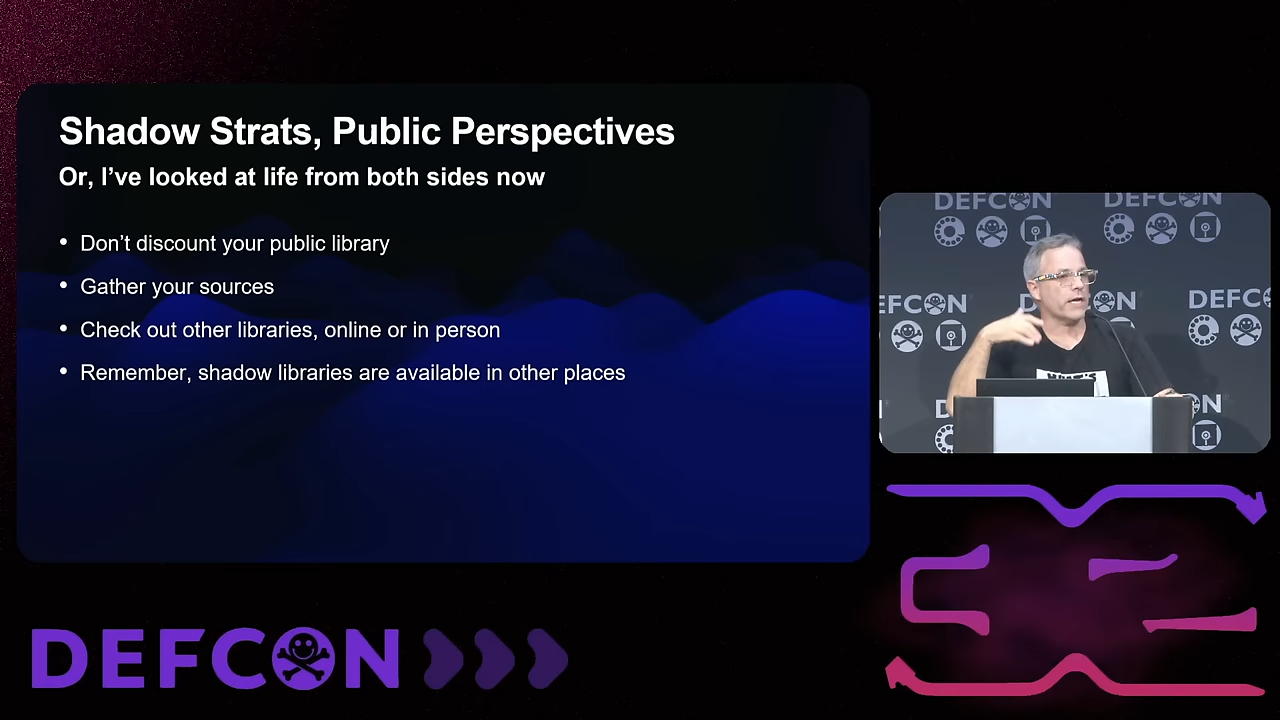 Shadow Strats, Public Perspectives
Or, I’ve looked at life from both sides now
• Don’t discount your public library
• Gather your sources
• Check out other libraries, online or in person
• Remember, shadow libraries are available in other places
DEFCON DEFCON
DEFCON DEFCON DEFC
DEFCON